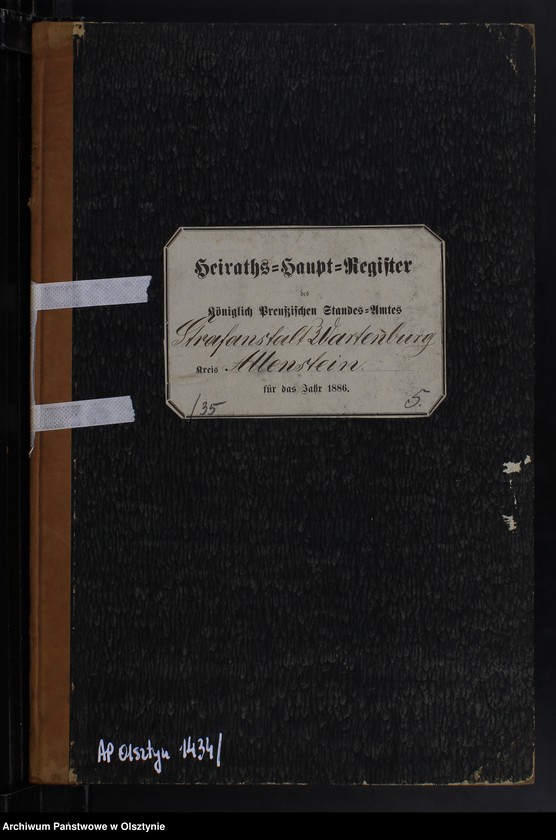 Heiraths=Haupt=Register
des
Königlich Preußischen Standes=Amtes
Strafanstalt Wartenburg
Kreis Allenstein.
für das Jahr 1886.
/35 5.
AP Olsztyn 1434/
Archiwum Państwowe w Olsztynie